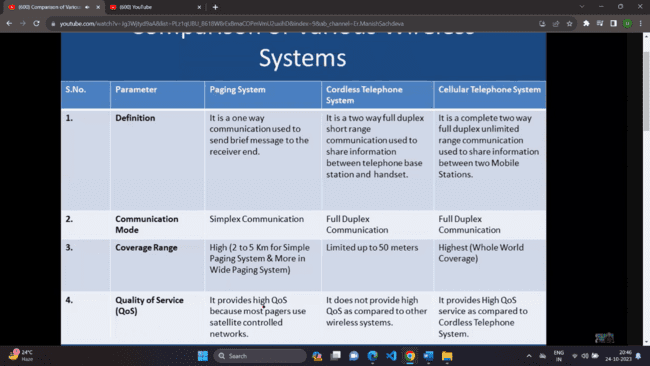 (600) Comparison of Variou
(600) YouTube
youtube.com/watch?v=
Comparison of Various Wireless
Systems
S.No.
Parameter
Paging System
Cordless Telephone
System
Cellular Telephone System
1.
Definition
It is a one way
communication used to
send brief message to the
receiver end.
It is a two way full duplex
short range
communication used to
share information
between telephone base
station and handset.
It is a complete two way
full duplex unlimited
range communication
used to share information
between two Mobile
Stations.
2.
Communication
Mode
Simplex Communication
Full Duplex
Communication
Full Duplex
Communication
3.
Coverage Range
High (2 to 5 Km for Simple
Paging System & More in
Wide Paging System)
Limited up to 50 meters
Highest (Whole World
Coverage)
4.
Quality of Service
(QoS)
It provides high QoS
because most pagers use
satellite controlled
networks.
It does not provide high
QoS as compared to other
wireless systems.
It provides High QoS
service as compared to
Cordless Telephone
System.
24°C
Haze
Search
ENG
IN
20:46
24-10-2023